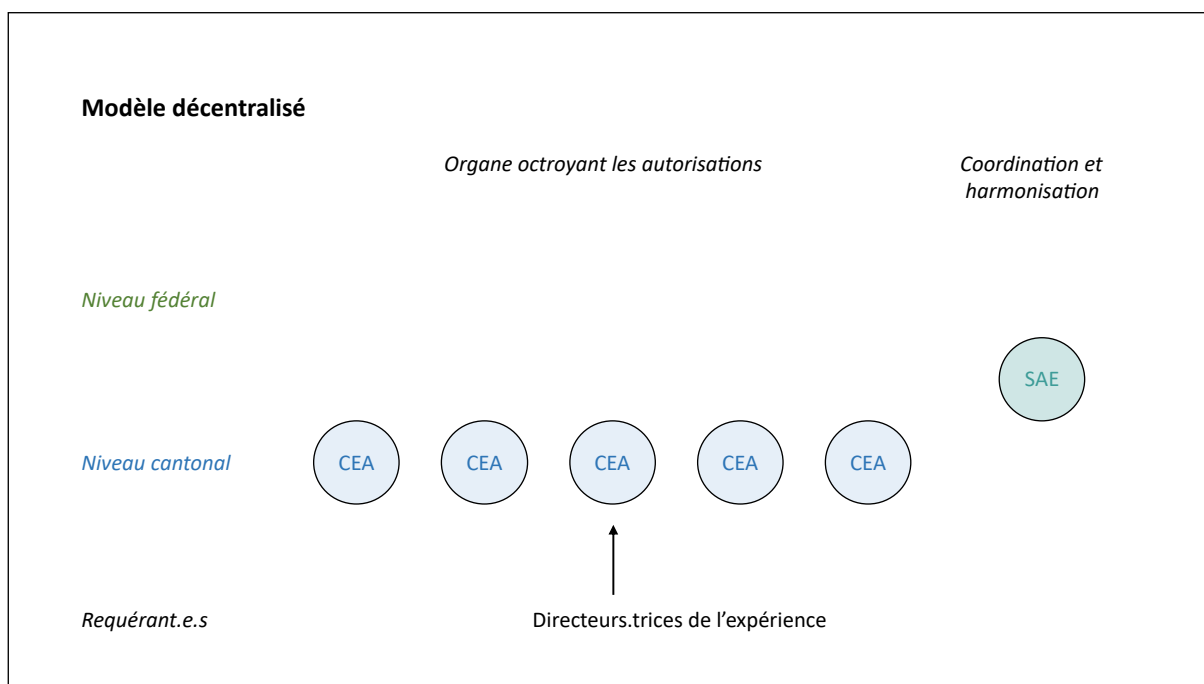 Modèle décentralisé
Organe octroyant les autorisations
Coordination et
harmonisation
Niveau fédéral
SAE
Niveau cantonal
CEA
CEA
CEA
CEA
CEA
Requérant.e.s
Directeurs.trices de l’expérience